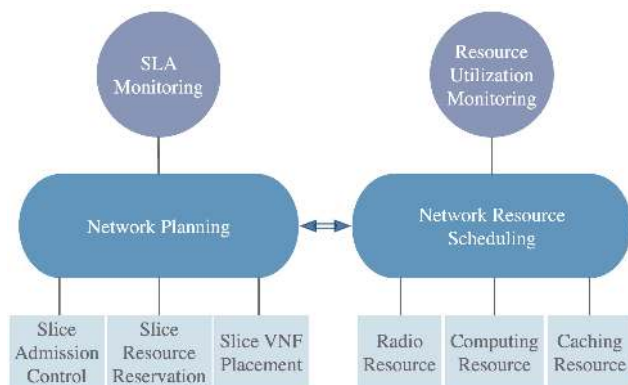 SLA
Monitoring
Resource
Utilization
Monitoring
Network Planning
Network Resource
Scheduling
Slice
Admission
Control
Slice
Resource
Reservation
Slice VNF
Placement
Radio
Resource
Computing
Resource
Caching
Resource